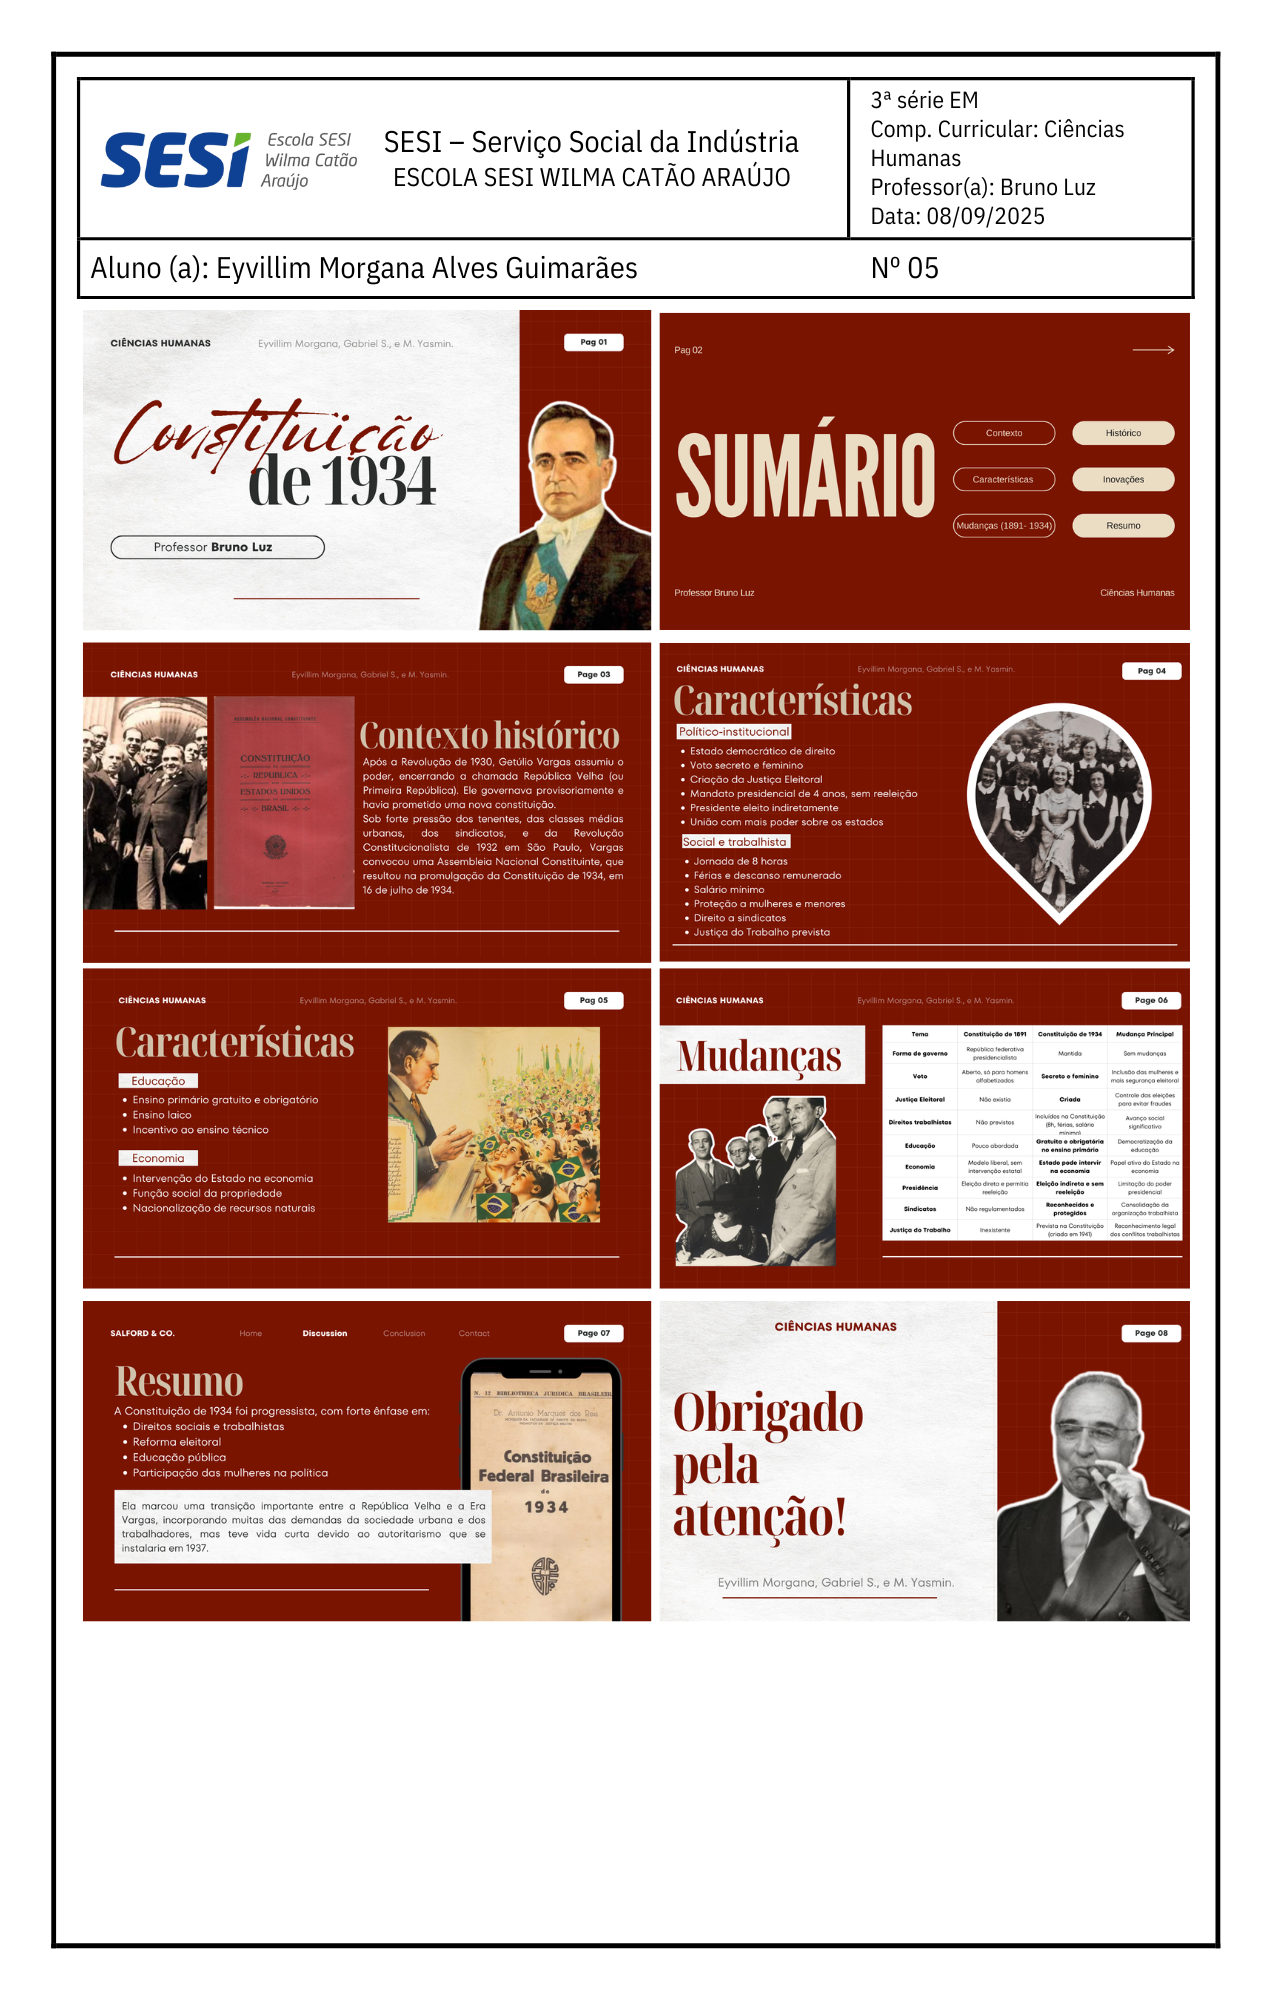 SESI
Escola SESI
Wilma Catão
Araújo
SESI – Serviço Social da Indústria
ESCOLA SESI WILMA CATÃO ARAÚJO
3ª série EM
Comp. Curricular: Ciências
Humanas
Professor(a): Bruno Luz
Data: 08/09/2025
Aluno (a): Eyvillim Morgana Alves Guimarães
Nº 05
CIÊNCIAS HUMANAS
Eyvillim Morgana, Gabriel S., e M. Yasmin.
Pag 01
Constituição
de 1934
Professor Bruno Luz
Pag 02
SUMÁRIO
Contexto
Histórico
Características
Inovações
Mudanças (1891- 1934)
Resumo
Professor Bruno Luz
Ciências Humanas
CIÊNCIAS HUMANAS
Eyvillim Morgana, Gabriel S., e M. Yasmin.
Page 03
CONSTITUIÇÃO
REPUBLICA
ESTADOS UNIDOS
BRASIL
Contexto histórico
Após a Revolução de 1930, Getúlio Vargas assumiu o
poder, encerrando a chamada República Velha (ou
Primeira República). Ele governava provisoriamente e
havia prometido uma nova constituição.
Sob forte pressão dos tenentes, das classes médias
urbanas, dos sindicatos, e da Revolução
Constitucionalista de 1932 em São Paulo, Vargas
convocou uma Assembleia Nacional Constituinte, que
resultou na promulgação da Constituição de 1934, em
16 de julho de 1934.
CIÊNCIAS HUMANAS
Eyvillim Morgana, Gabriel S., e M. Yasmin.
Pag 04
Características
Político-institucional
• Estado democrático de direito
• Voto secreto e feminino
• Criação da Justiça Eleitoral
• Mandato presidencial de 4 anos, sem reeleição
• Presidente eleito indiretamente
• União com mais poder sobre os estados
Social e trabalhista
• Jornada de 8 horas
• Férias e descanso remunerado
• Salário mínimo
• Proteção a mulheres e menores
• Direito a sindicatos
• Justiça do Trabalho prevista
CIÊNCIAS HUMANAS
Eyvillim Morgana, Gabriel S., e M. Yasmin.
Pag 05
Características
Educação
• Ensino primário gratuito e obrigatório
• Ensino laico
• Incentivo ao ensino técnico
Economia
• Intervenção do Estado na economia
• Função social da propriedade
• Nacionalização de recursos naturais
CIÊNCIAS HUMANAS
Eyvillim Morgana, Gabriel S., e M. Yasmin.
Page 06
Mudanças
Tema Constituição de 1891 Constituição de 1934 Mudança Principal
Forma de governo República federativa presidencialista Mantida Sem mudanças
Voto Aberto, só para homens alfabetizados Secreto e feminino Inclusão das mulheres e mais segurança eleitoral
Justiça Eleitoral Não existia Criada Controle das eleições para evitar fraudes
Direitos trabalhistas Não previstos Incluídos na Constituição (8h, férias, salário mínimo) Avanço social significativo
Educação Pouco abordada Gratuita e obrigatória no ensino primário Democratização da educação
Economia Modelo liberal, sem intervenção estatal Estado pode intervir na economia Papel ativo do Estado na economia
Presidência Eleição direta e permitia reeleição Eleição indireta e sem reeleição Limitação do poder presidencial
Sindicatos Não regulamentados Reconhecidos e protegidos Consolidação da organização trabalhista
Justiça do Trabalho Inexistente Prevista na Constituição (criada em 1941) Reconhecimento legal dos conflitos trabalhistas
SALFORD & CO.
Home
Discussion
Conclusion
Contact
Page 07
Resumo
A Constituição de 1934 foi progressista, com forte ênfase em:
• Direitos sociais e trabalhistas
• Reforma eleitoral
• Educação pública
• Participação das mulheres na política
Ela marcou uma transição importante entre a República Velha e a Era
Vargas, incorporando muitas das demandas da sociedade urbana e dos
trabalhadores, mas teve vida curta devido ao autoritarismo que se
instalaria em 1937.
N. 12 BIBLIOTHECA JURIDICA BRASILEIRA
Dr. Antonio Marques dos Reis
Constituição
Federal Brasileira
de
1934
CIÊNCIAS HUMANAS
Page 08
Obrigado
pela
atenção!
Eyvillim Morgana, Gabriel S., e M. Yasmin.